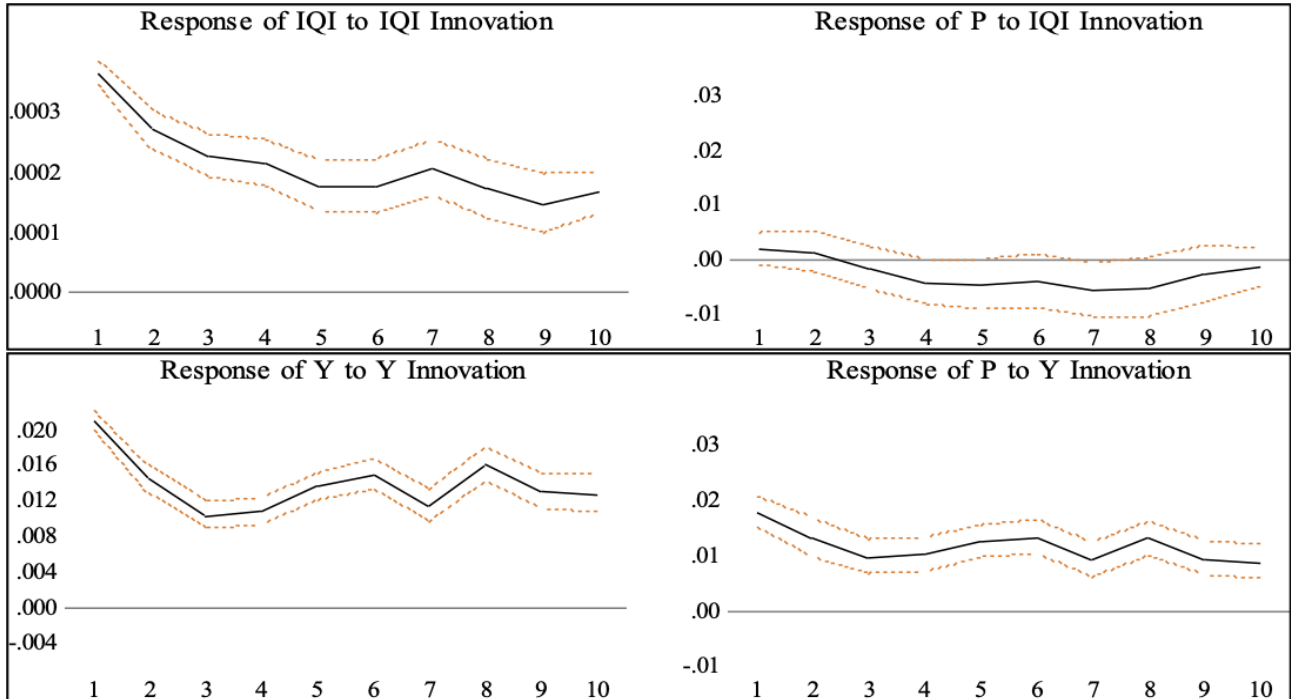 Response of IQI to IQI Innovation
.0003
.0002
.0001
.0000
1 2 3 4 5 6 7 8 9 10
Response of P to IQI Innovation
.03
.02
.01
.00
-.01
1 2 3 4 5 6 7 8 9 10
Response of Y to Y Innovation
.020
.016
.012
.008
.004
.000
-.004
1 2 3 4 5 6 7 8 9 10
Response of P to Y Innovation
.03
.02
.01
.00
-.01
1 2 3 4 5 6 7 8 9 10